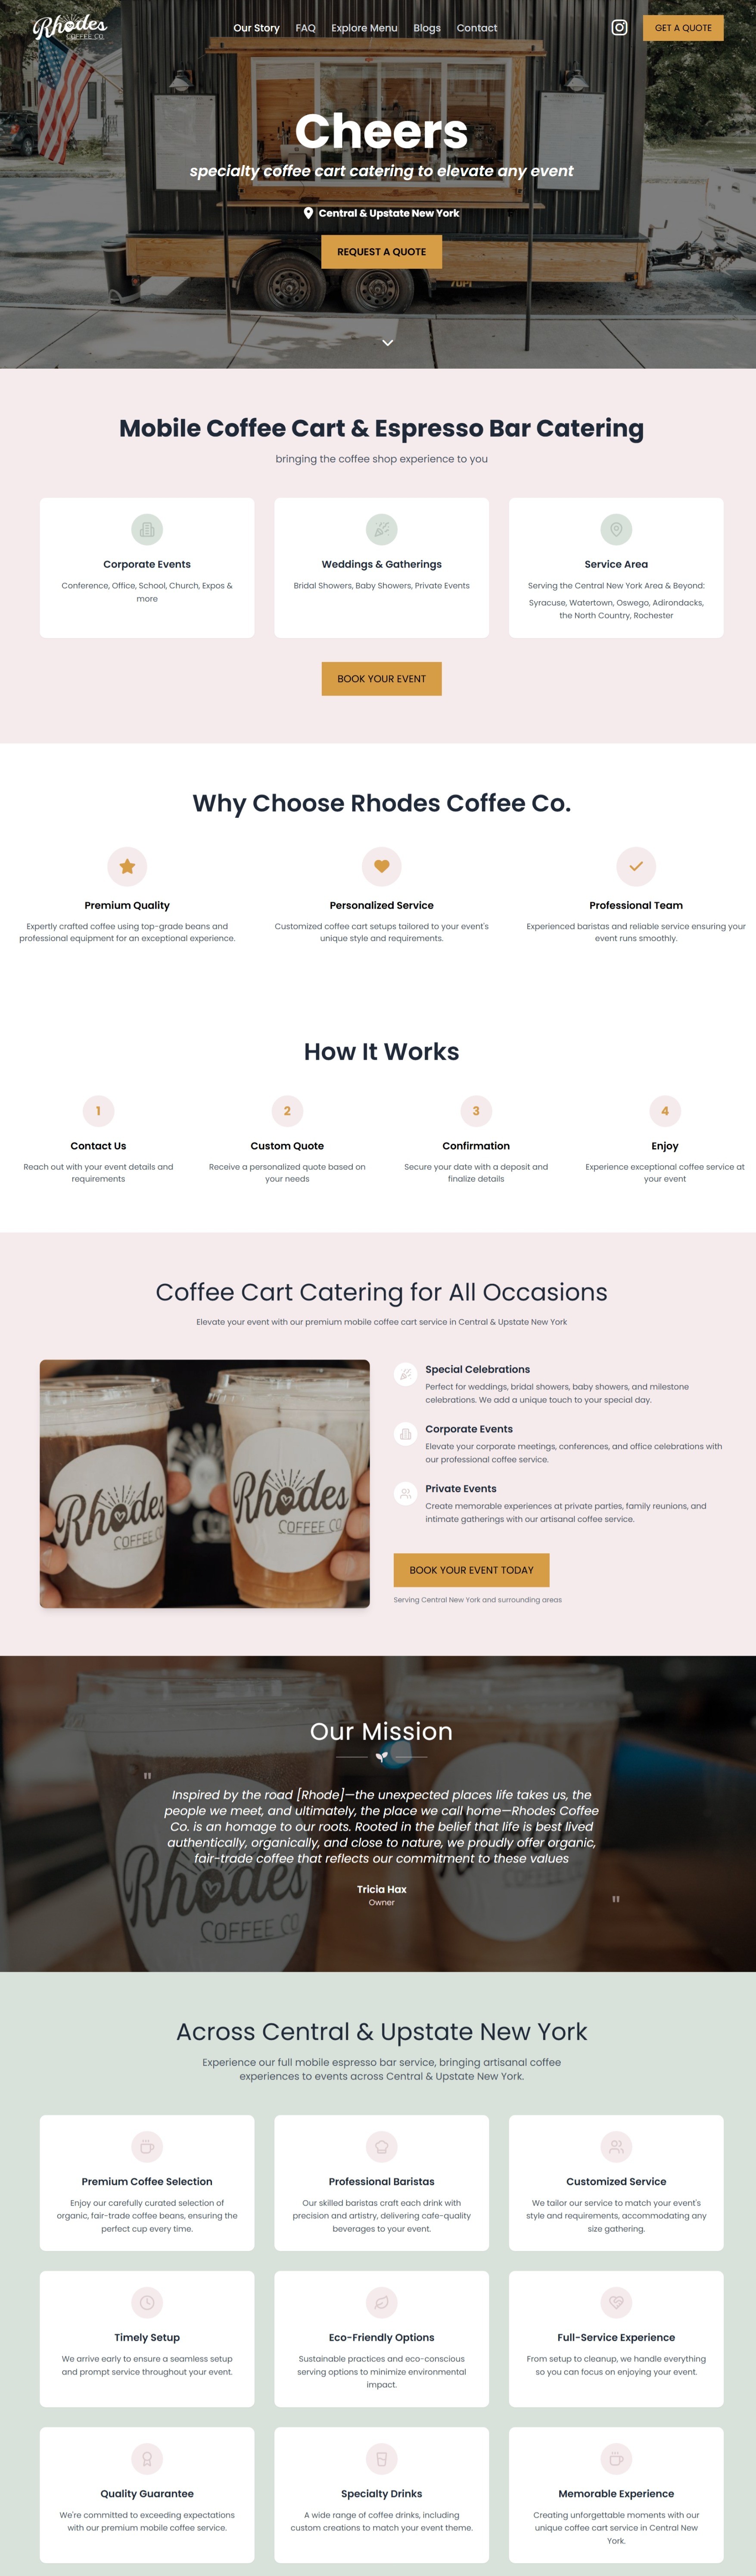 Rhodes
COFFEE CO.
Our Story FAQ Explore Menu Blogs Contact
GET A QUOTE
Cheers
specialty coffee cart catering to elevate any event
Central & Upstate New York
REQUEST A QUOTE
Mobile Coffee Cart & Espresso Bar Catering
bringing the coffee shop experience to you
Corporate Events
Conference, Office, School, Church, Expos &
more
Weddings & Gatherings
Bridal Showers, Baby Showers, Private Events
Service Area
Serving the Central New York Area & Beyond:
Syracuse, Watertown, Oswego, Adirondacks,
the North Country, Rochester
BOOK YOUR EVENT
Why Choose Rhodes Coffee Co.
Premium Quality
Expertly crafted coffee using top-grade beans and
professional equipment for an exceptional experience.
Personalized Service
Customized coffee cart setups tailored to your event's
unique style and requirements.
Professional Team
Experienced baristas and reliable service ensuring your
event runs smoothly.
How It Works
1
Contact Us
Reach out with your event details and
requirements
2
Custom Quote
Receive a personalized quote based on
your needs
3
Confirmation
Secure your date with a deposit and
finalize details
4
Enjoy
Experience exceptional coffee service at
your event
Coffee Cart Catering for All Occasions
Elevate your event with our premium mobile coffee cart service in Central & Upstate New York
Rhodes
COFFEE CO.
Rhodes
COFFEE CO.
Special Celebrations
Perfect for weddings, bridal showers, baby showers, and milestone
celebrations. We add a unique touch to your special day.
Corporate Events
Elevate your corporate meetings, conferences, and office celebrations with
our professional coffee service.
Private Events
Create memorable experiences at private parties, family reunions, and
intimate gatherings with our artisanal coffee service.
BOOK YOUR EVENT TODAY
Serving Central New York and surrounding areas
Our Mission
"
Inspired by the road [Rhode]—the unexpected places life takes us, the
people we meet, and ultimately, the place we call home—Rhodes Coffee
Co. is an homage to our roots. Rooted in the belief that life is best lived
authentically, organically, and close to nature, we proudly offer organic,
fair-trade coffee that reflects our commitment to these values
Tricia Hax
Owner
"
Rhodes
COFFEE CO.
Across Central & Upstate New York
Experience our full mobile espresso bar service, bringing artisanal coffee
experiences to events across Central & Upstate New York.
Premium Coffee Selection
Enjoy our carefully curated selection of
organic, fair-trade coffee beans, ensuring the
perfect cup every time.
Professional Baristas
Our skilled baristas craft each drink with
precision and artistry, delivering cafe-quality
beverages to your event.
Customized Service
We tailor our service to match your event's
style and requirements, accommodating any
size gathering.
Timely Setup
We arrive early to ensure a seamless setup
and prompt service throughout your event.
Eco-Friendly Options
Sustainable practices and eco-conscious
serving options to minimize environmental
impact.
Full-Service Experience
From setup to cleanup, we handle everything
so you can focus on enjoying your event.
Quality Guarantee
We're committed to exceeding expectations
with our premium mobile coffee service.
Specialty Drinks
A wide range of coffee drinks, including
custom creations to match your event theme.
Memorable Experience
Creating unforgettable moments with our
unique coffee cart service in Central New
York.